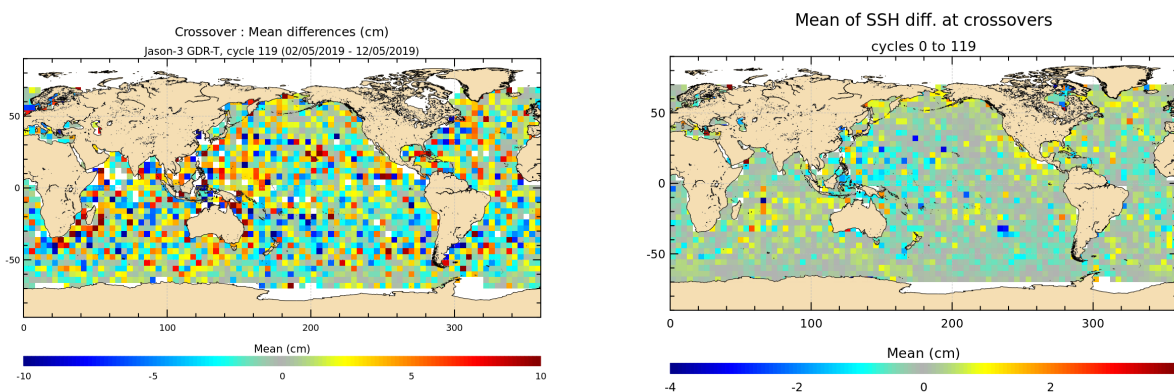 Crossover : Mean differences (cm)
Jason-3 GDR-T, cycle 119 (02/05/2019 - 12/05/2019)
50
0
-50
0 100 200 300
Mean (cm)
-10 -5 0 5 10
Mean of SSH diff. at crossovers
cycles 0 to 119
50
0
-50
0 100 200 300
Mean (cm)
-4 -2 0 2